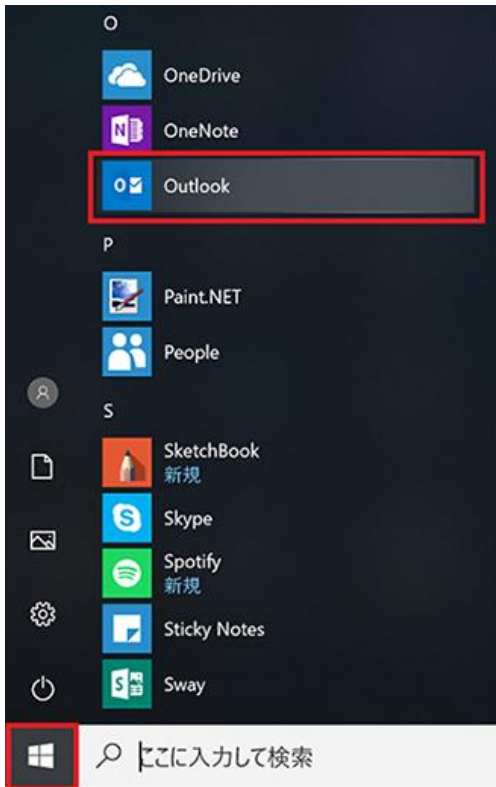 O
OneDrive
OneNote
Outlook
P
Paint.NET
People
S
SketchBook
新規
Skype
Spotify
新規
Sticky Notes
Sway
ここに入力して検索